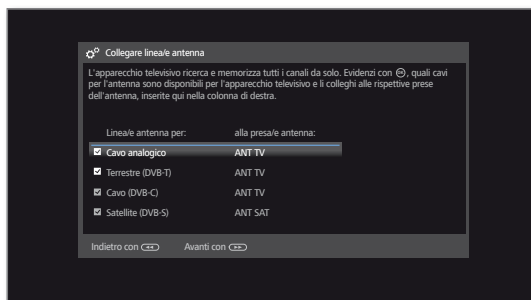 Collegare linea/e antenna
L'apparecchio televisivo ricerca e memorizza tutti i canali da solo. Evidenzi con OK, quali cavi
per l'antenna sono disponibili per l'apparecchio televisivo e li colleghi alle rispettive prese
dell'antenna, inserite qui nella colonna di destra.
Linea/e antenna per: alla presa/e antenna:
Cavo analogico ANT TV
Terrestre (DVB-T) ANT TV
Cavo (DVB-C) ANT TV
Satellite (DVB-S) ANT SAT
Indietro con Avanti con